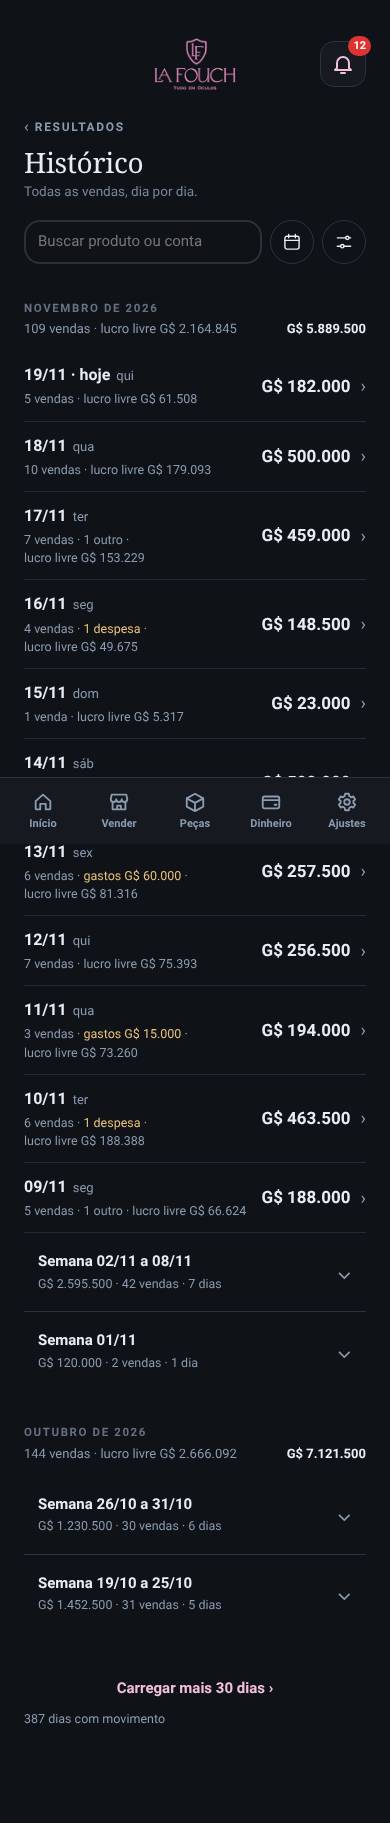 LA FOUCH
TUDO EM ÓCULOS
12
‹ RESULTADOS
Histórico
Todas as vendas, dia por dia.
Buscar produto ou conta
NOVEMBRO DE 2026
109 vendas · lucro livre G$ 2.164.845 G$ 5.889.500
19/11 · hoje qui
G$ 182.000 ›
5 vendas · lucro livre G$ 61.508
18/11 qua
G$ 500.000 ›
10 vendas · lucro livre G$ 179.093
17/11 ter
7 vendas · 1 outro ·
G$ 459.000 ›
lucro livre G$ 153.229
16/11 seg
4 vendas · 1 despesa ·
G$ 148.500 ›
lucro livre G$ 49.675
15/11 dom
G$ 23.000 ›
1 venda · lucro livre G$ 5.317
14/11 sáb
Início Vender Peças Dinheiro Ajustes
13/11 sex
6 vendas · gastos G$ 60.000 ·
G$ 257.500 ›
lucro livre G$ 81.316
12/11 qui
G$ 256.500 ›
7 vendas · lucro livre G$ 75.393
11/11 qua
3 vendas · gastos G$ 15.000 ·
G$ 194.000 ›
lucro livre G$ 73.260
10/11 ter
6 vendas · 1 despesa ·
G$ 463.500 ›
lucro livre G$ 188.388
09/11 seg
G$ 188.000 ›
5 vendas · 1 outro · lucro livre G$ 66.624
Semana 02/11 a 08/11
G$ 2.595.500 · 42 vendas · 7 dias
Semana 01/11
G$ 120.000 · 2 vendas · 1 dia
OUTUBRO DE 2026
144 vendas · lucro livre G$ 2.666.092 G$ 7.121.500
Semana 26/10 a 31/10
G$ 1.230.500 · 30 vendas · 6 dias
Semana 19/10 a 25/10
G$ 1.452.500 · 31 vendas · 5 dias
Carregar mais 30 dias ›
387 dias com movimento